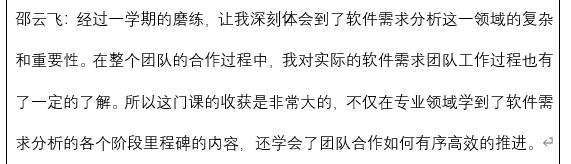 邵云飞：经过一学期的磨练，让我深刻体会到了软件需求分析这一领域的复杂
和重要性。在整个团队的合作过程中，我对实际的软件需求团队工作过程也有
了一定的了解。所以这门课的收获是非常大的，不仅在专业领域学到了软件需
求分析的各个阶段里程碑的内容，还学会了团队合作如何有序高效的推进。